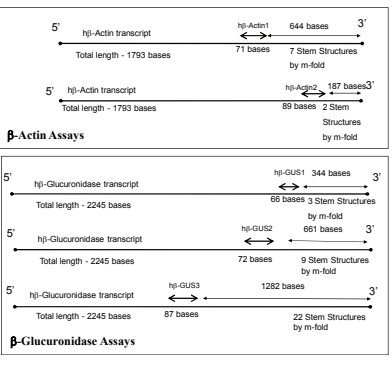 5'
hβ-Actin transcript
hβ-Actin1
644 bases
3'
Total length - 1793 bases
71 bases
7 Stem Structures
by m-fold
5'
hβ-Actin transcript
hβ-Actin2
187 bases
3'
Total length - 1793 bases
89 bases
2 Stem
Structures
by m-fold
β-Actin Assays
5'
hβ-Glucuronidase transcript
hβ-GUS1
344 bases
3'
Total length - 2245 bases
66 bases
3 Stem Structures
by m-fold
5'
hβ-Glucuronidase transcript
hβ-GUS2
661 bases
3'
Total length - 2245 bases
72 bases
9 Stem Structures
by m-fold
5'
hβ-Glucuronidase transcript
hβ-GUS3
1282 bases
3'
Total length - 2245 bases
87 bases
22 Stem Structures
by m-fold
β-Glucuronidase Assays